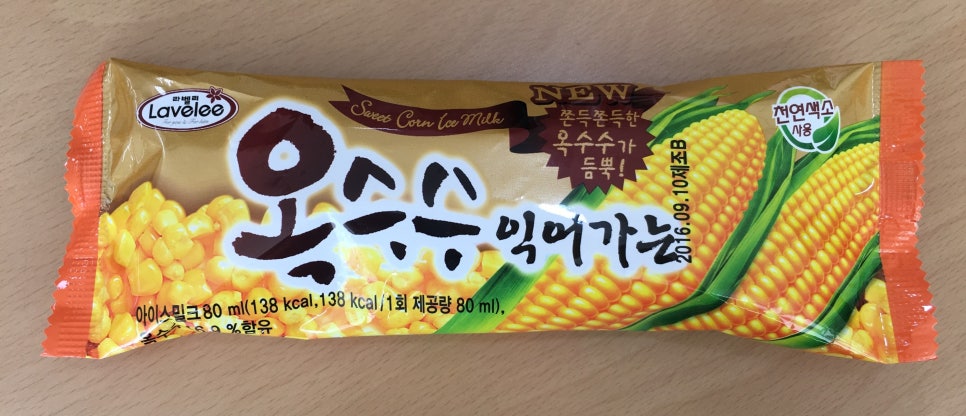 라벨리
Lavelee
Sweet Corn Ice Milk
NEW
쫀득쫀득한
옥수수가
듬뿍!
천연색소
사용
옥수수
익어가는
2016.09.10제조B
아이스밀크 80 ml(138 kcal,138 kcal/1회 제공량 80 ml),
%함유